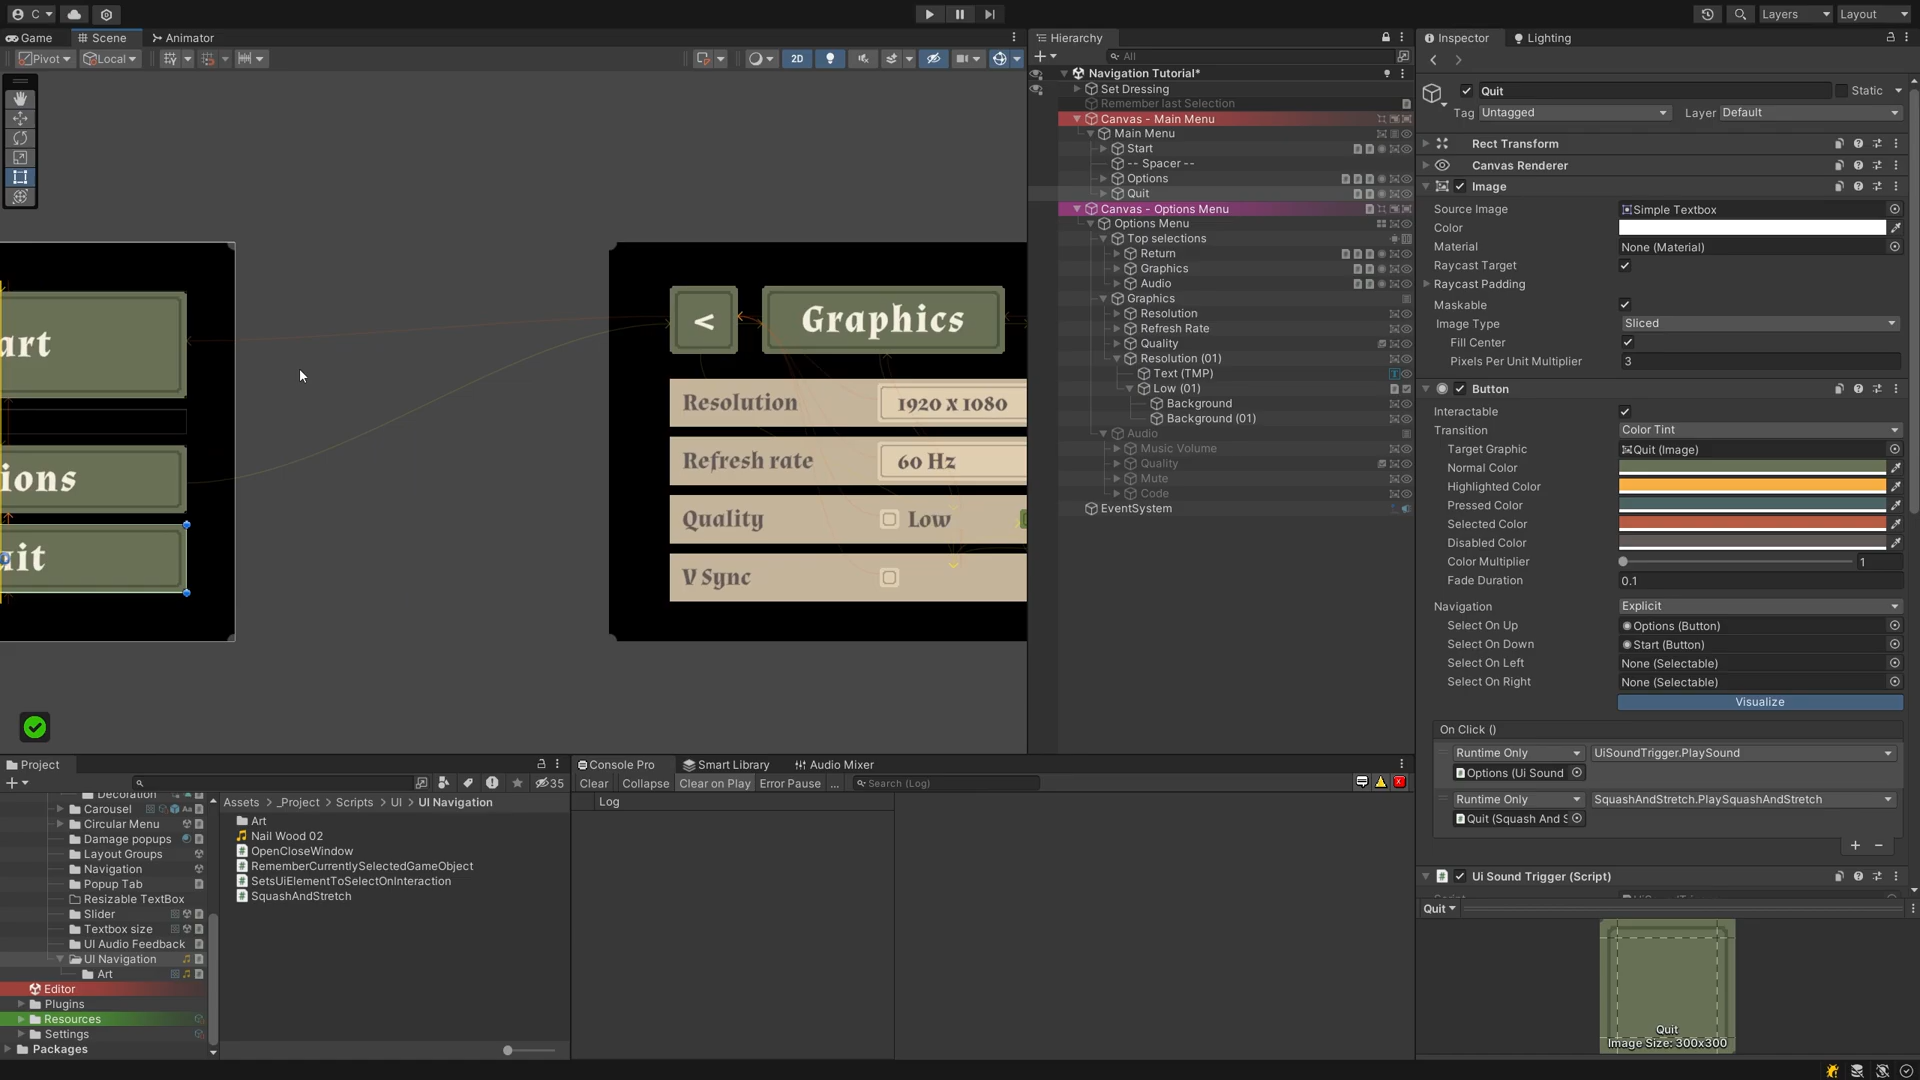 C
Layers
Layout
Game
Scene
Animator
Pivot
Local
2D
art
ions
uit
<
Graphics
Resolution
1920 x 1080
Refresh rate
60 Hz
Quality
Low
V Sync
Hierarchy
All
Navigation Tutorial*
Set Dressing
Remember last Selection
Canvas - Main Menu
Main Menu
Start
-- Spacer --
Options
Quit
Canvas - Options Menu
Options Menu
Top selections
Return
Graphics
Audio
Graphics
Resolution
Refresh Rate
Quality
Resolution (01)
Text (TMP)
Low (01)
Background
Background (01)
Audio
Music Volume
Quality
Mute
Code
EventSystem
Inspector
Lighting
Quit
Static
Tag Untagged
Layer Default
Rect Transform
Canvas Renderer
Image
Source Image Simple Textbox
Color
Material None (Material)
Raycast Target
Raycast Padding
Maskable
Image Type Sliced
Fill Center
Pixels Per Unit Multiplier 3
Button
Interactable
Transition Color Tint
Target Graphic Quit (Image)
Normal Color
Highlighted Color
Pressed Color
Selected Color
Disabled Color
Color Multiplier 1
Fade Duration 0.1
Navigation Explicit
Select On Up Options (Button)
Select On Down Start (Button)
Select On Left None (Selectable)
Select On Right None (Selectable)
Visualize
On Click ()
Runtime Only UiSoundTrigger.PlaySound
Options (Ui Sound
Runtime Only SquashAndStretch.PlaySquashAndStretch
Quit (Squash And S
Ui Sound Trigger (Script)
Quit
Quit
Image Size: 300x300
Project
35
Decoration
Carousel
Circular Menu
Damage popups
Layout Groups
Navigation
Popup Tab
Resizable TextBox
Slider
Textbox size
UI Audio Feedback
UI Navigation
Art
Editor
Plugins
Resources
Settings
Packages
Assets > _Project > Scripts > UI > UI Navigation
Art
Nail Wood 02
OpenCloseWindow
RememberCurrentlySelectedGameObject
SetsUiElementToSelectOnInteraction
SquashAndStretch
Console Pro
Smart Library
Audio Mixer
Clear
Collapse
Clear on Play
Error Pause
...
Search (Log)
Log